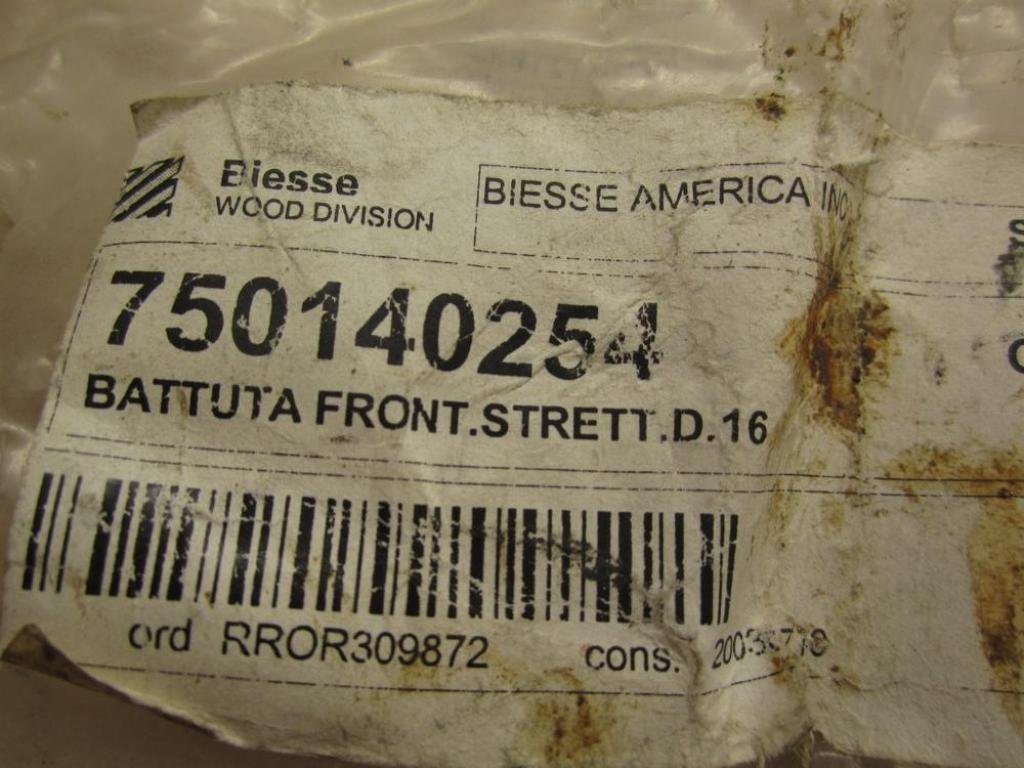 Biesse
WOOD DIVISION
BIESSE AMERICA INC
750140254
BATTUTA FRONT.STRETT.D.16
ord RROR309872
cons.